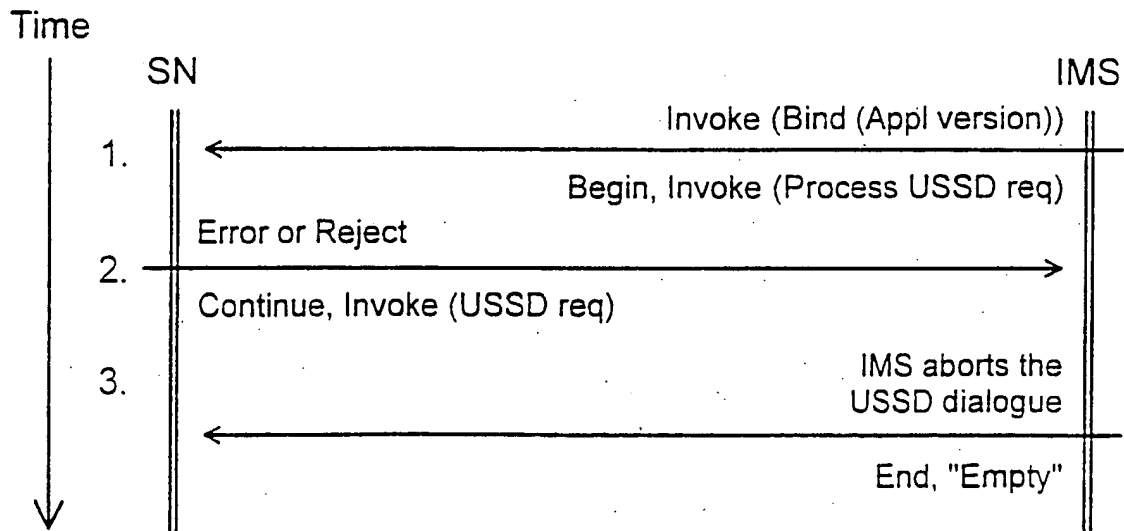 Time
SN
IMS
Invoke (Bind (Appl version))
1.
Begin, Invoke (Process USSD req)
Error or Reject
2.
Continue, Invoke (USSD req)
IMS aborts the
3.
USSD dialogue
End, "Empty"